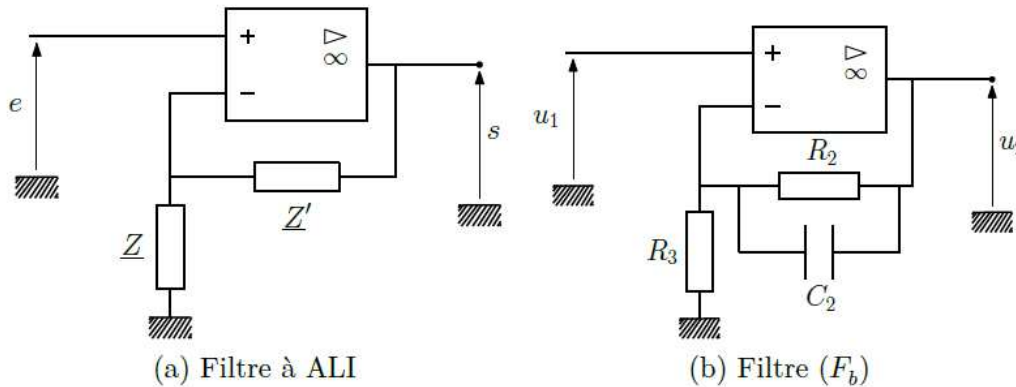 e
+
−
▷
∞
s
Z'
Z
(a) Filtre à ALI
u1
+
−
▷
∞
R2
R3
C2
(b) Filtre (Fb)